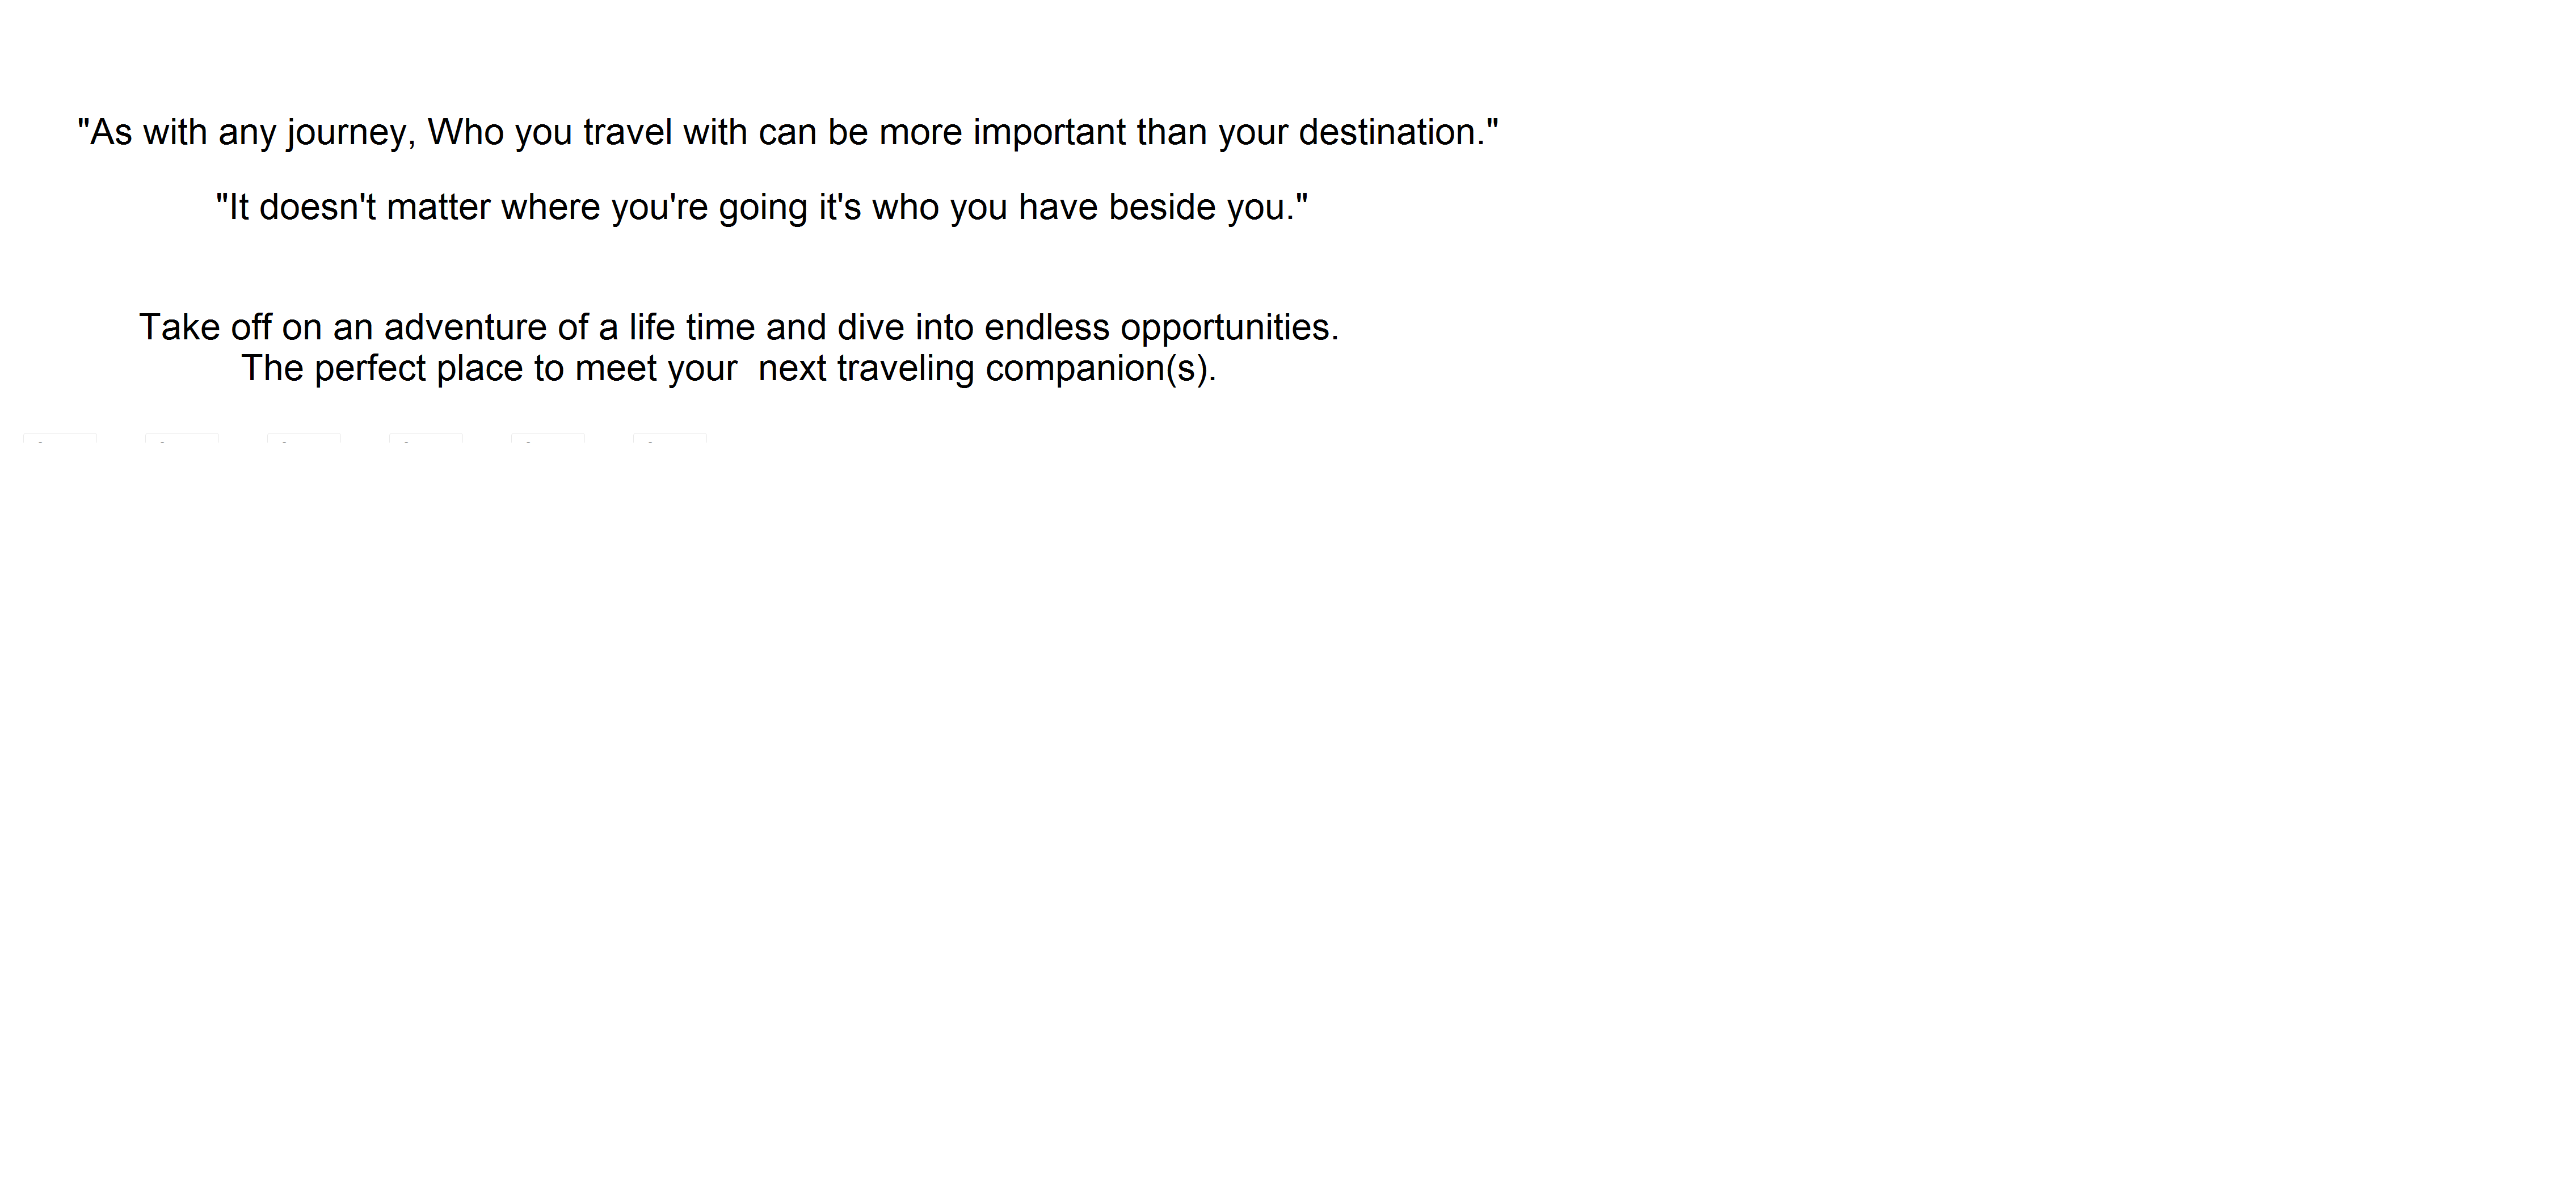 "As with any journey, Who you travel with can be more important than your destination."
"It doesn't matter where you're going it's who you have beside you."
Take off on an adventure of a life time and dive into endless opportunities.
The perfect place to meet your  next traveling companion(s).